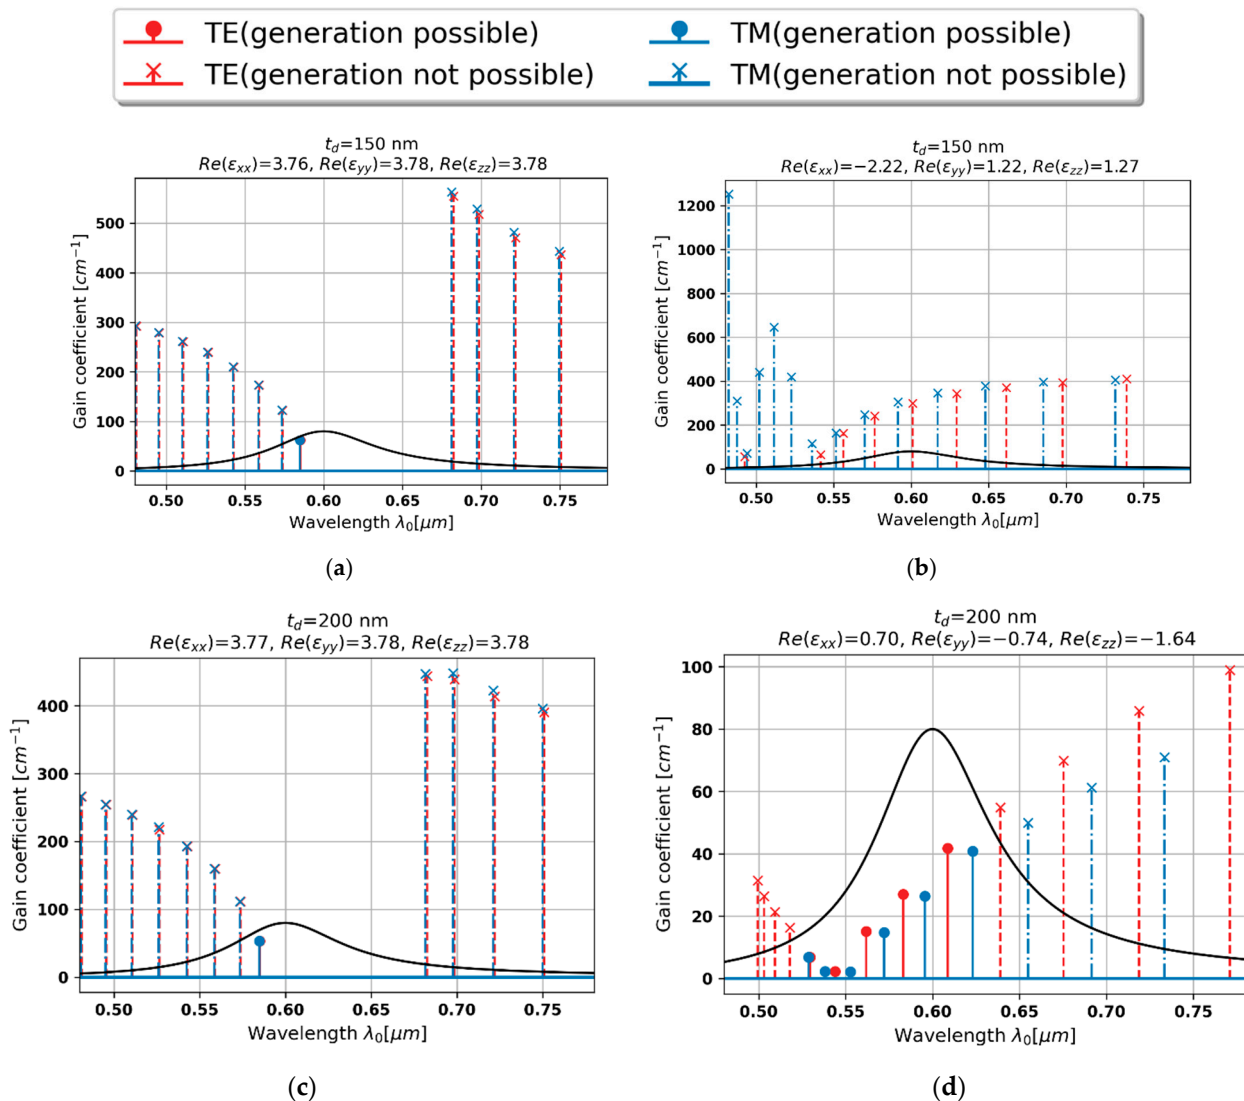 TE(generation possible) TM(generation possible)
TE(generation not possible) TM(generation not possible)
t_d=150 nm
Re(ε_xx)=3.76, Re(ε_yy)=3.78, Re(ε_zz)=3.78
Gain coefficient [cm⁻¹]
500
400
300
200
100
0
0.50 0.55 0.60 0.65 0.70 0.75
Wavelength λ₀[μm]
(a)
t_d=150 nm
Re(ε_xx)=−2.22, Re(ε_yy)=1.22, Re(ε_zz)=1.27
Gain coefficient [cm⁻¹]
1200
1000
800
600
400
200
0
0.50 0.55 0.60 0.65 0.70 0.75
Wavelength λ₀[μm]
(b)
t_d=200 nm
Re(ε_xx)=3.77, Re(ε_yy)=3.78, Re(ε_zz)=3.78
Gain coefficient [cm⁻¹]
400
300
200
100
0
0.50 0.55 0.60 0.65 0.70 0.75
Wavelength λ₀[μm]
(c)
t_d=200 nm
Re(ε_xx)=0.70, Re(ε_yy)=−0.74, Re(ε_zz)=−1.64
Gain coefficient [cm⁻¹]
100
80
60
40
20
0
0.50 0.55 0.60 0.65 0.70 0.75
Wavelength λ₀[μm]
(d)